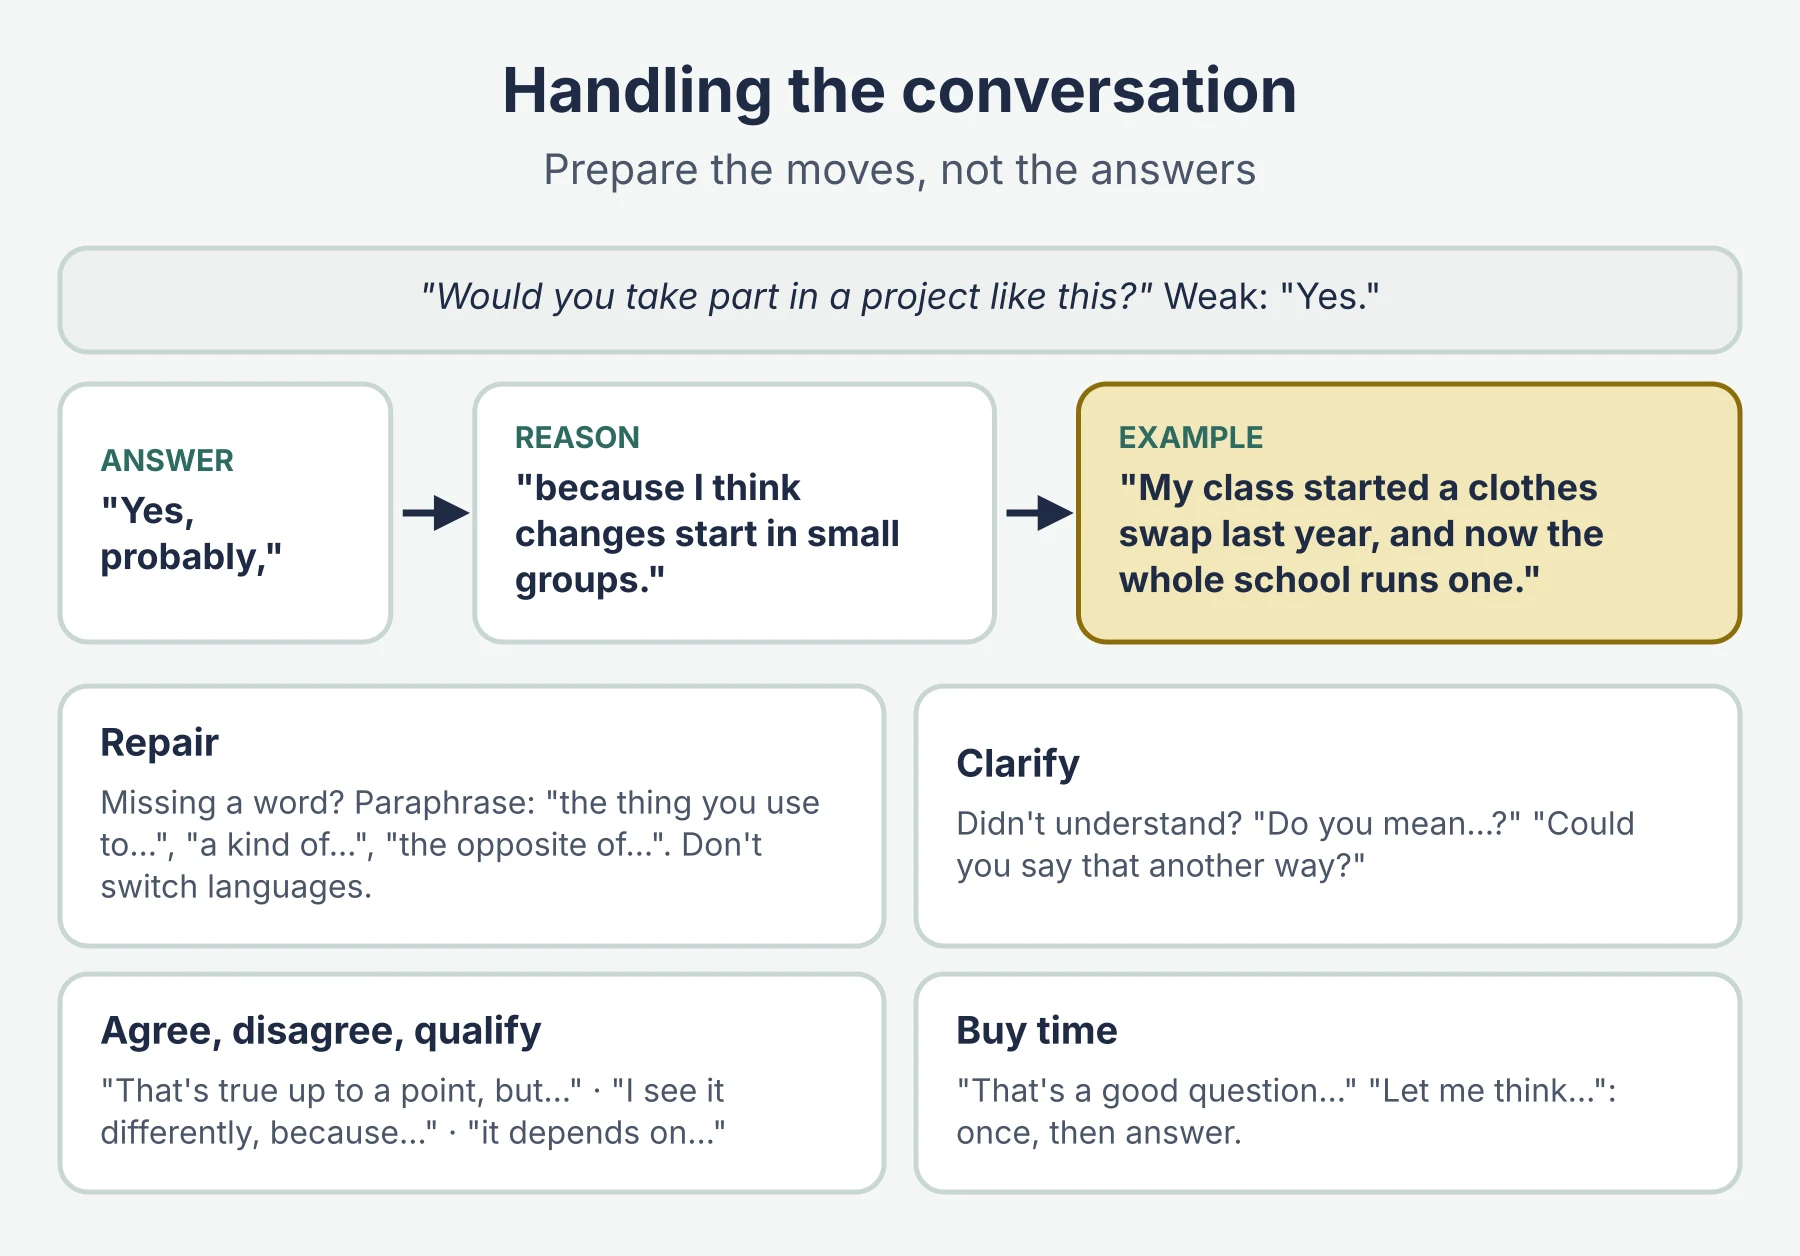 Handling the conversation
Prepare the moves, not the answers
"Would you take part in a project like this?" Weak: "Yes."
ANSWER
"Yes,
probably,"
REASON
"because I think
changes start in small
groups."
EXAMPLE
"My class started a clothes
swap last year, and now the
whole school runs one."
Repair
Missing a word? Paraphrase: "the thing you use
to...", "a kind of...", "the opposite of...". Don't
switch languages.
Clarify
Didn't understand? "Do you mean...?" "Could
you say that another way?"
Agree, disagree, qualify
"That's true up to a point, but..." · "I see it
differently, because..." · "it depends on..."
Buy time
"That's a good question..." "Let me think...":
once, then answer.